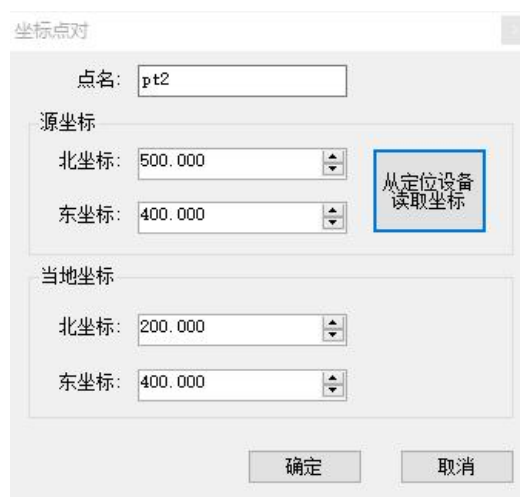 坐标点对
点名: pt2
源坐标
北坐标: 500.000
从定位设备
读取坐标
东坐标: 400.000
当地坐标
北坐标: 200.000
东坐标: 400.000
确定 取消